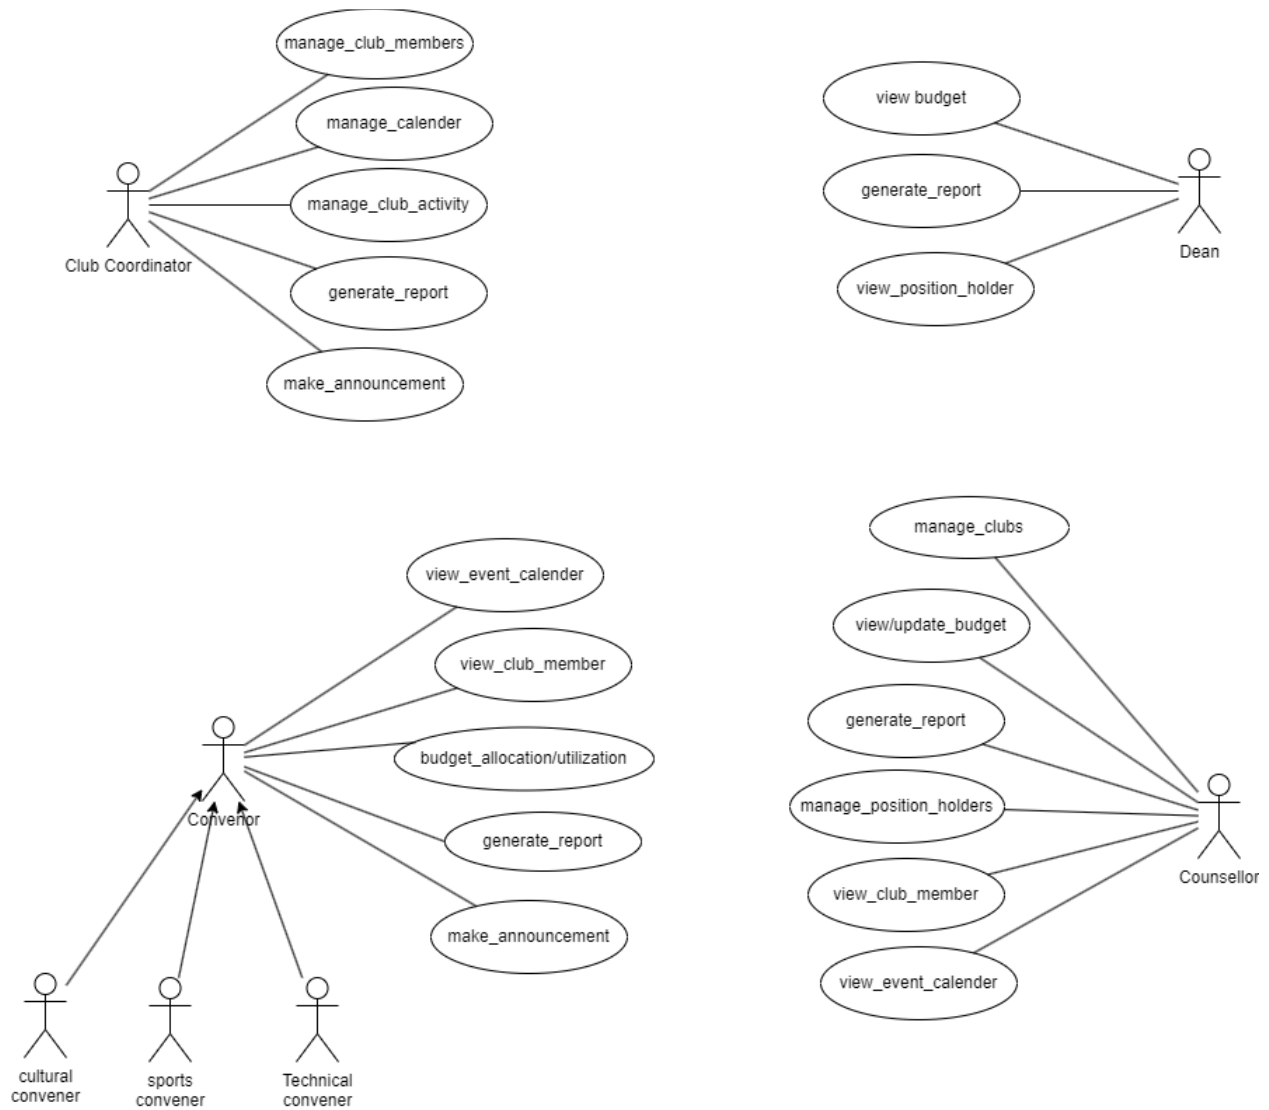 manage_club_members
manage_calender
manage_club_activity
generate_report
make_announcement
Club Coordinator
view budget
generate_report
view_position_holder
Dean
view_event_calender
view_club_member
budget_allocation/utilization
generate_report
make_announcement
Convenor
cultural
convener
sports
convener
Technical
convener
manage_clubs
view/update_budget
generate_report
manage_position_holders
view_club_member
view_event_calender
Counsellor